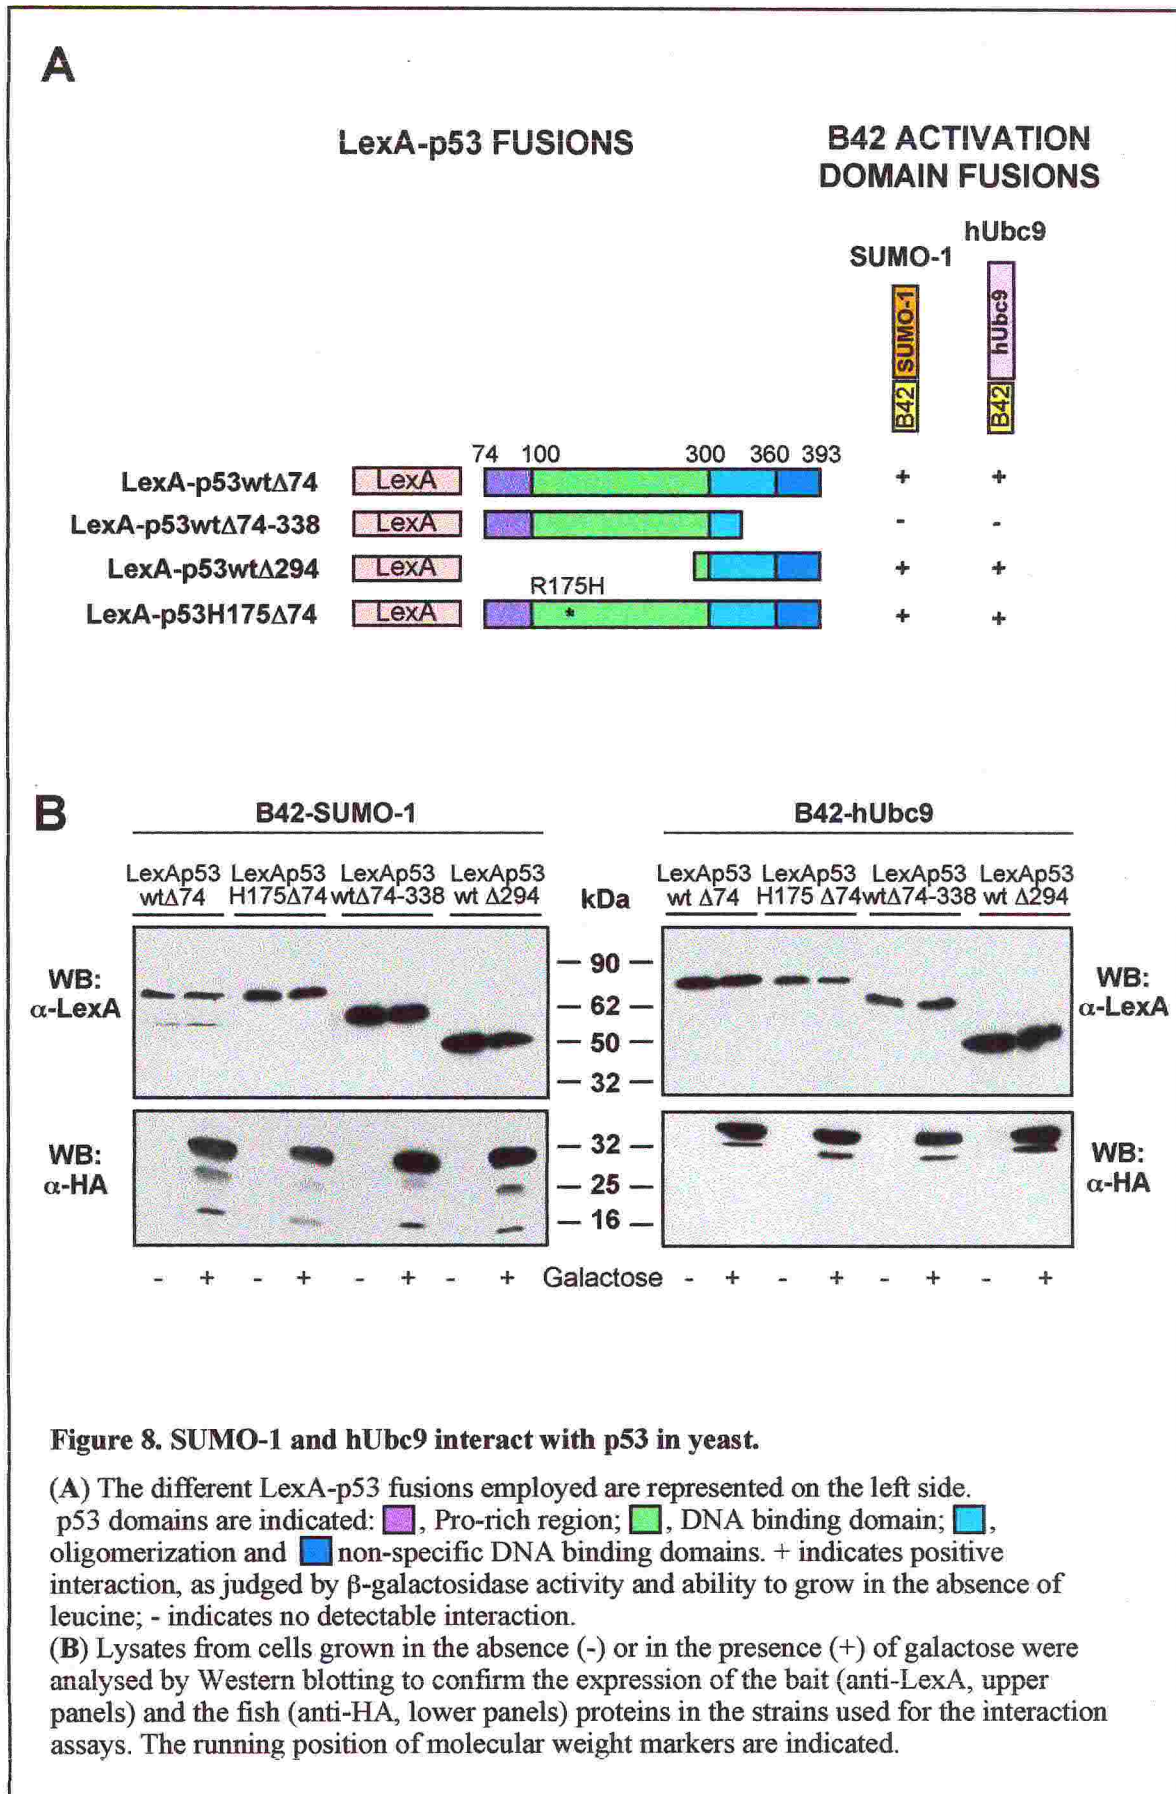 A
LexA-p53 FUSIONS
B42 ACTIVATION
DOMAIN FUSIONS
hUbc9
SUMO-1
SUMO-1
hUbc9
B42
B42
74 100 300 360 393
LexA-p53wtΔ74 LexA + +
LexA-p53wtΔ74-338 LexA - -
LexA-p53wtΔ294 LexA + +
R175H
LexA-p53H175Δ74 LexA * + +
B
B42-SUMO-1 B42-hUbc9
LexAp53 LexAp53 LexAp53 LexAp53 LexAp53 LexAp53 LexAp53 LexAp53
wtΔ74 H175Δ74 wtΔ74-338 wt Δ294 kDa wt Δ74 H175 Δ74 wtΔ74-338 wt Δ294
WB:
α-LexA
— 90 —
— 62 —
— 50 —
— 32 —
WB:
α-LexA
WB:
α-HA
— 32 —
— 25 —
— 16 —
WB:
α-HA
- + - + - + - + Galactose - + - + - + - +
Figure 8. SUMO-1 and hUbc9 interact with p53 in yeast.
(A) The different LexA-p53 fusions employed are represented on the left side.
p53 domains are indicated: , Pro-rich region; , DNA binding domain; ,
oligomerization and non-specific DNA binding domains. + indicates positive
interaction, as judged by β-galactosidase activity and ability to grow in the absence of
leucine; - indicates no detectable interaction.
(B) Lysates from cells grown in the absence (-) or in the presence (+) of galactose were
analysed by Western blotting to confirm the expression of the bait (anti-LexA, upper
panels) and the fish (anti-HA, lower panels) proteins in the strains used for the interaction
assays. The running position of molecular weight markers are indicated.